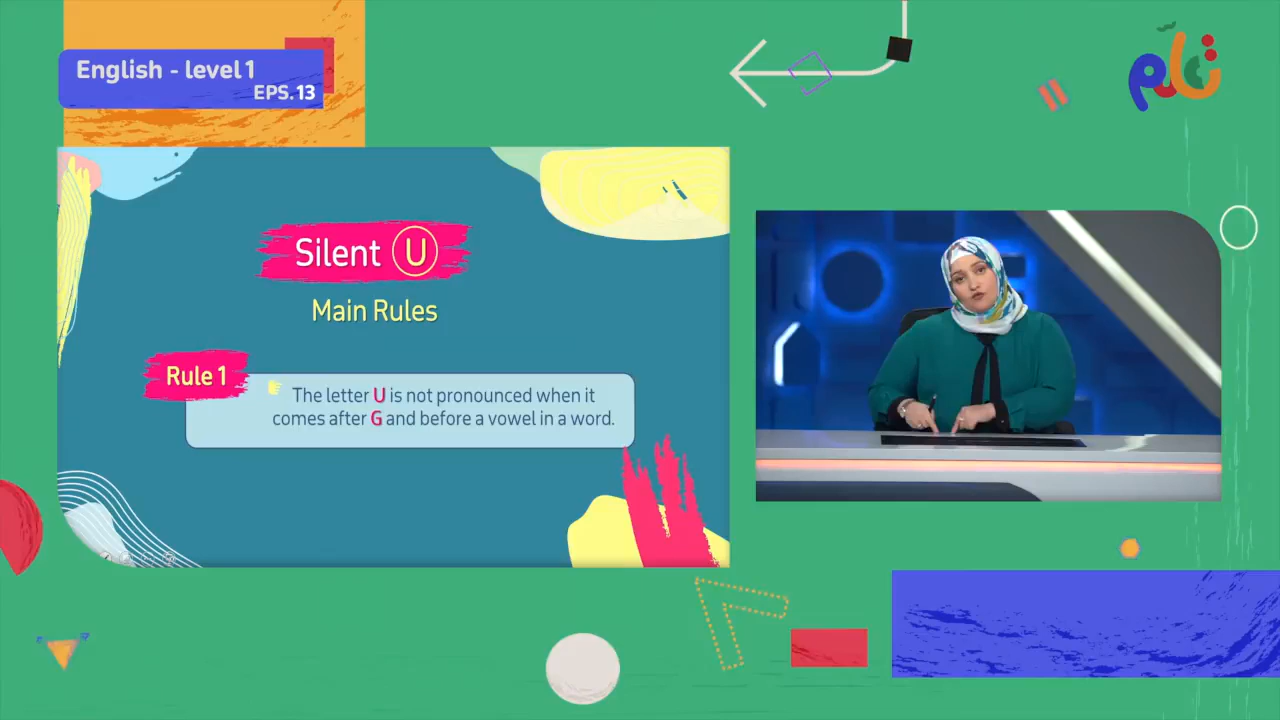 English - level 1
EPS.13
Silent U
Main Rules
Rule 1
The letter U is not pronounced when it
comes after G and before a vowel in a word.